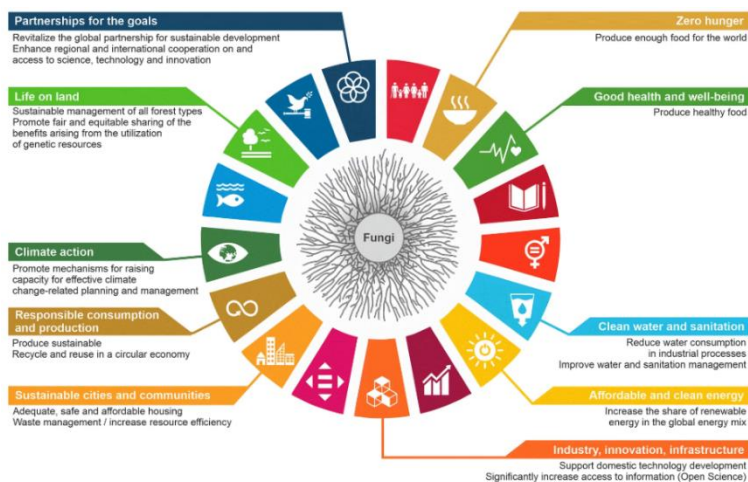 Partnerships for the goals
Revitalize the global partnership for sustainable development
Enhance regional and international cooperation on and
access to science, technology and innovation
Life on land
Sustainable management of all forest types
Promote fair and equitable sharing of the
benefits arising from the utilization
of genetic resources
Climate action
Promote mechanisms for raising
capacity for effective climate
change-related planning and management
Responsible consumption
and production
Produce sustainable
Recycle and reuse in a circular economy
Sustainable cities and communities
Adequate, safe and affordable housing
Waste management / increase resource efficiency
Fungi
Zero hunger
Produce enough food for the world
Good health and well-being
Produce healthy food
Clean water and sanitation
Reduce water consumption
in industrial processes
Improve water and sanitation management
Affordable and clean energy
Increase the share of renewable
energy in the global energy mix
Industry, innovation, infrastructure
Support domestic technology development
Significantly increase access to information (Open Science)